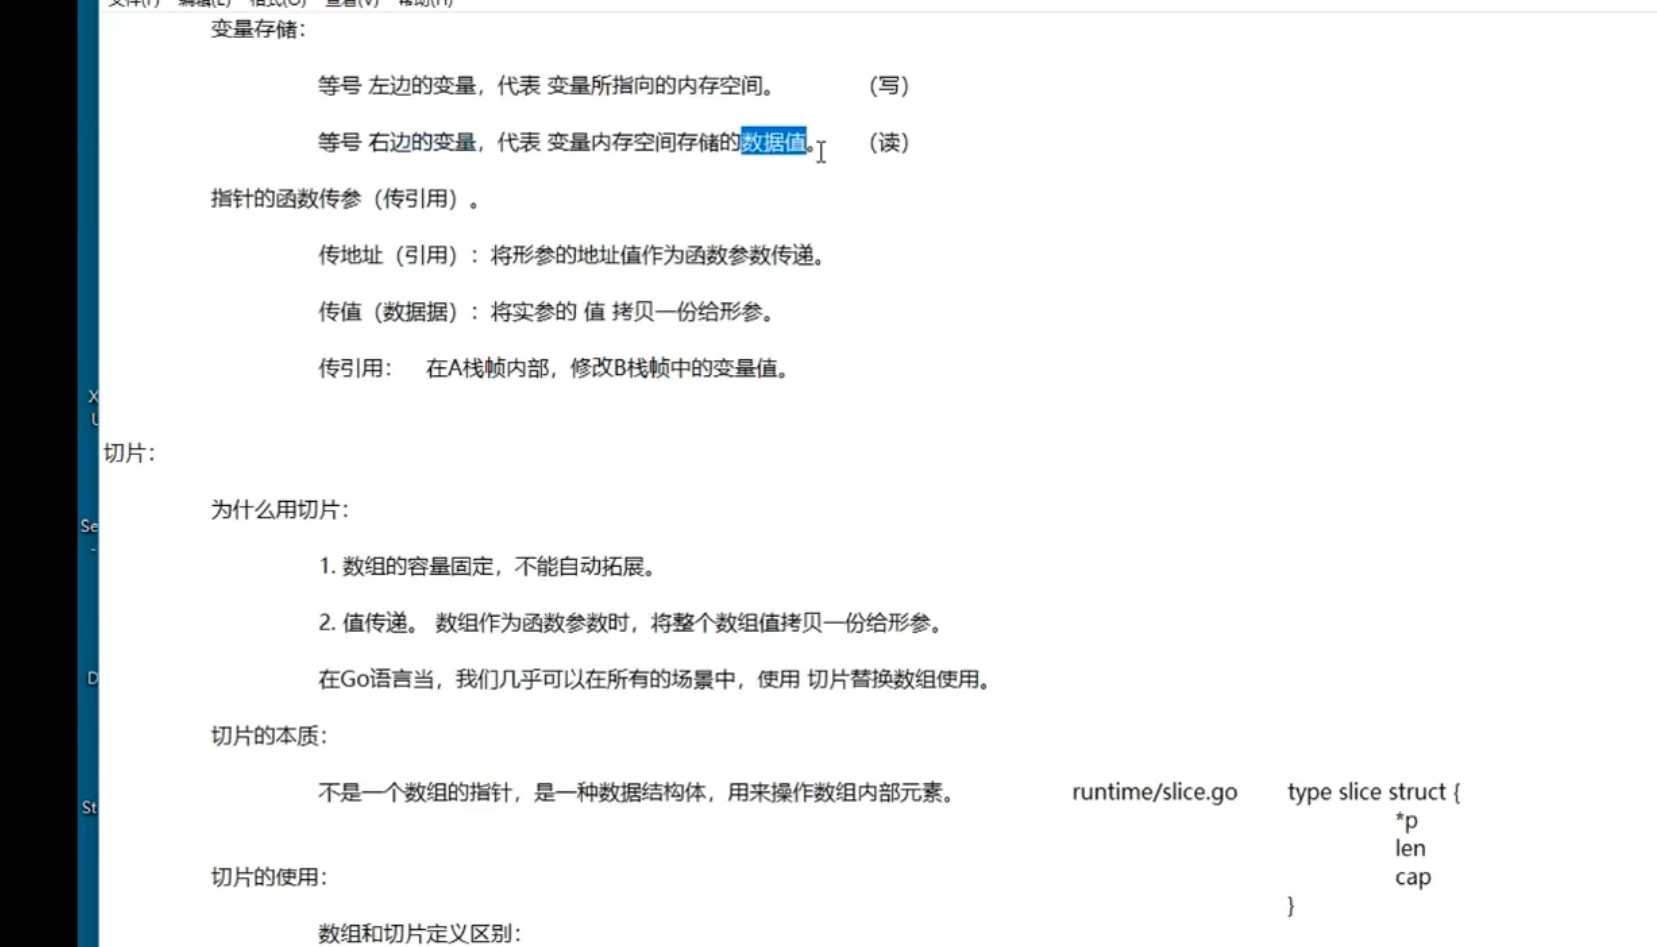 文件(F) 编辑(E) 格式(O) 查看(V) 帮助(H)
变量存储：
等号 左边的变量，代表 变量所指向的内存空间。 （写）
等号 右边的变量，代表 变量内存空间存储的数据值。 （读）
指针的函数传参（传引用）。
传地址（引用）：将形参的地址值作为函数参数传递。
传值（数据据）：将实参的 值 拷贝一份给形参。
传引用： 在A栈帧内部，修改B栈帧中的变量值。
X
U
切片：
为什么用切片：
Se
-
1. 数组的容量固定，不能自动拓展。
2. 值传递。 数组作为函数参数时，将整个数组值拷贝一份给形参。
D
在Go语言当，我们几乎可以在所有的场景中，使用 切片替换数组使用。
切片的本质：
不是一个数组的指针，是一种数据结构体，用来操作数组内部元素。 runtime/slice.go type slice struct {
St
*p
len
cap
}
切片的使用：
数组和切片定义区别：